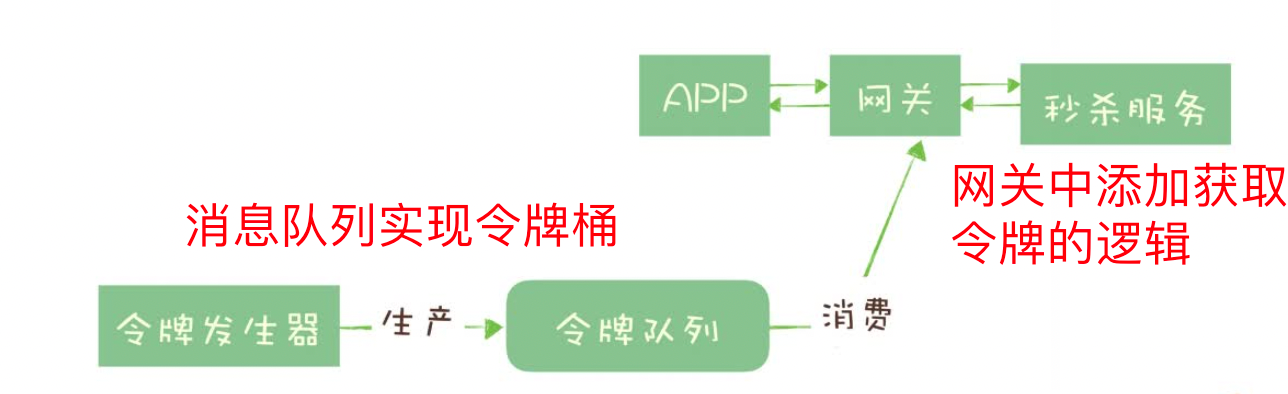 APP
网关
秒杀服务
网关中添加获取
令牌的逻辑
消息队列实现令牌桶
令牌发生器
生产
令牌队列
消费